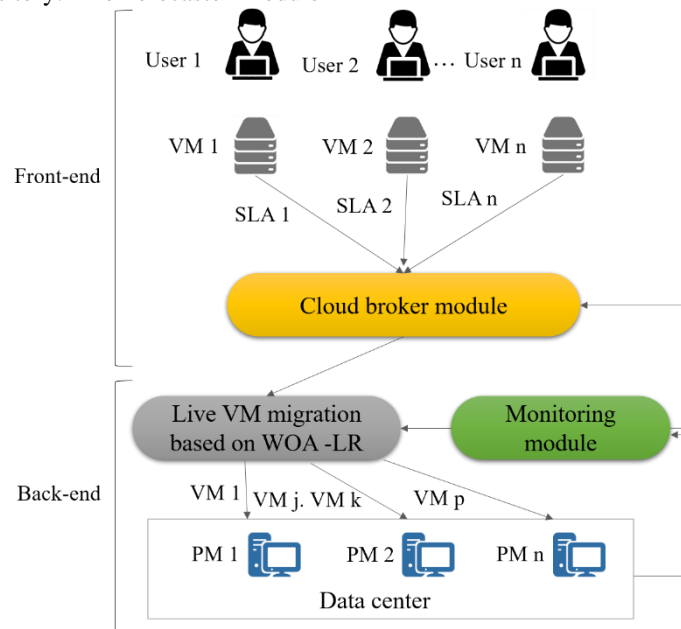 User 1
User 2
...
User n
VM 1
VM 2
VM n
Front-end
SLA 1
SLA 2
SLA n
Cloud broker module
Live VM migration
based on WOA -LR
Monitoring
module
Back-end
VM 1
VM j. VM k
VM p
PM 1
PM 2
PM n
Data center